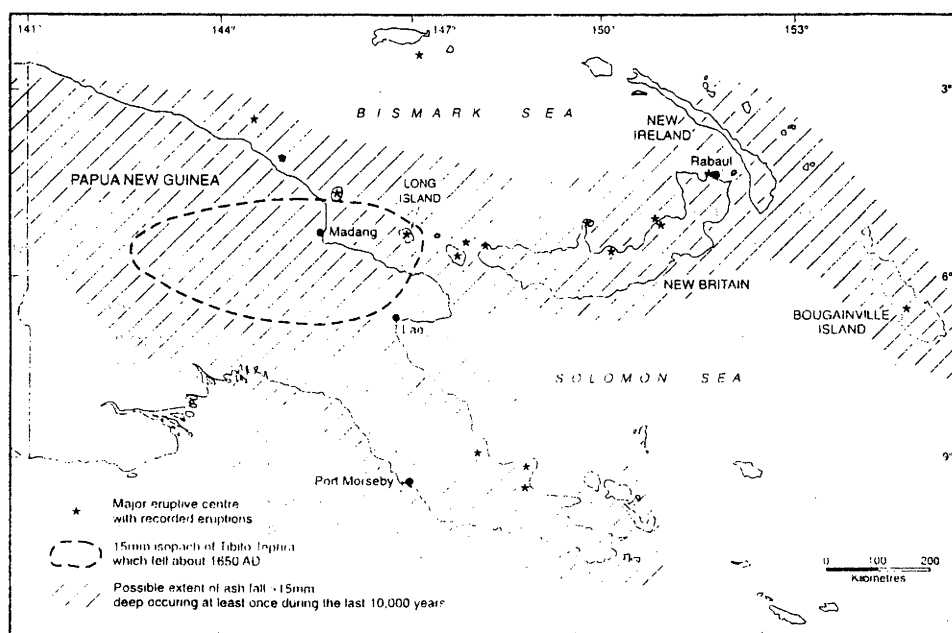 141° 144° 147° 150° 153°
3°
BISMARK SEA
NEW
IRELAND
Rabaul
PAPUA NEW GUINEA
LONG
ISLAND
Madang
6°
NEW BRITAIN
BOUGAINVILLE
ISLAND
Lae
SOLOMON SEA
9°
Port Morseby
Major eruptive centre
with recorded eruptions
15mm isopach of Tibito Tephra
which fell about 1650 AD
0 100 200
Kilometres
Possible extent of ash fall >15mm
deep occuring at least once during the last 10,000 years